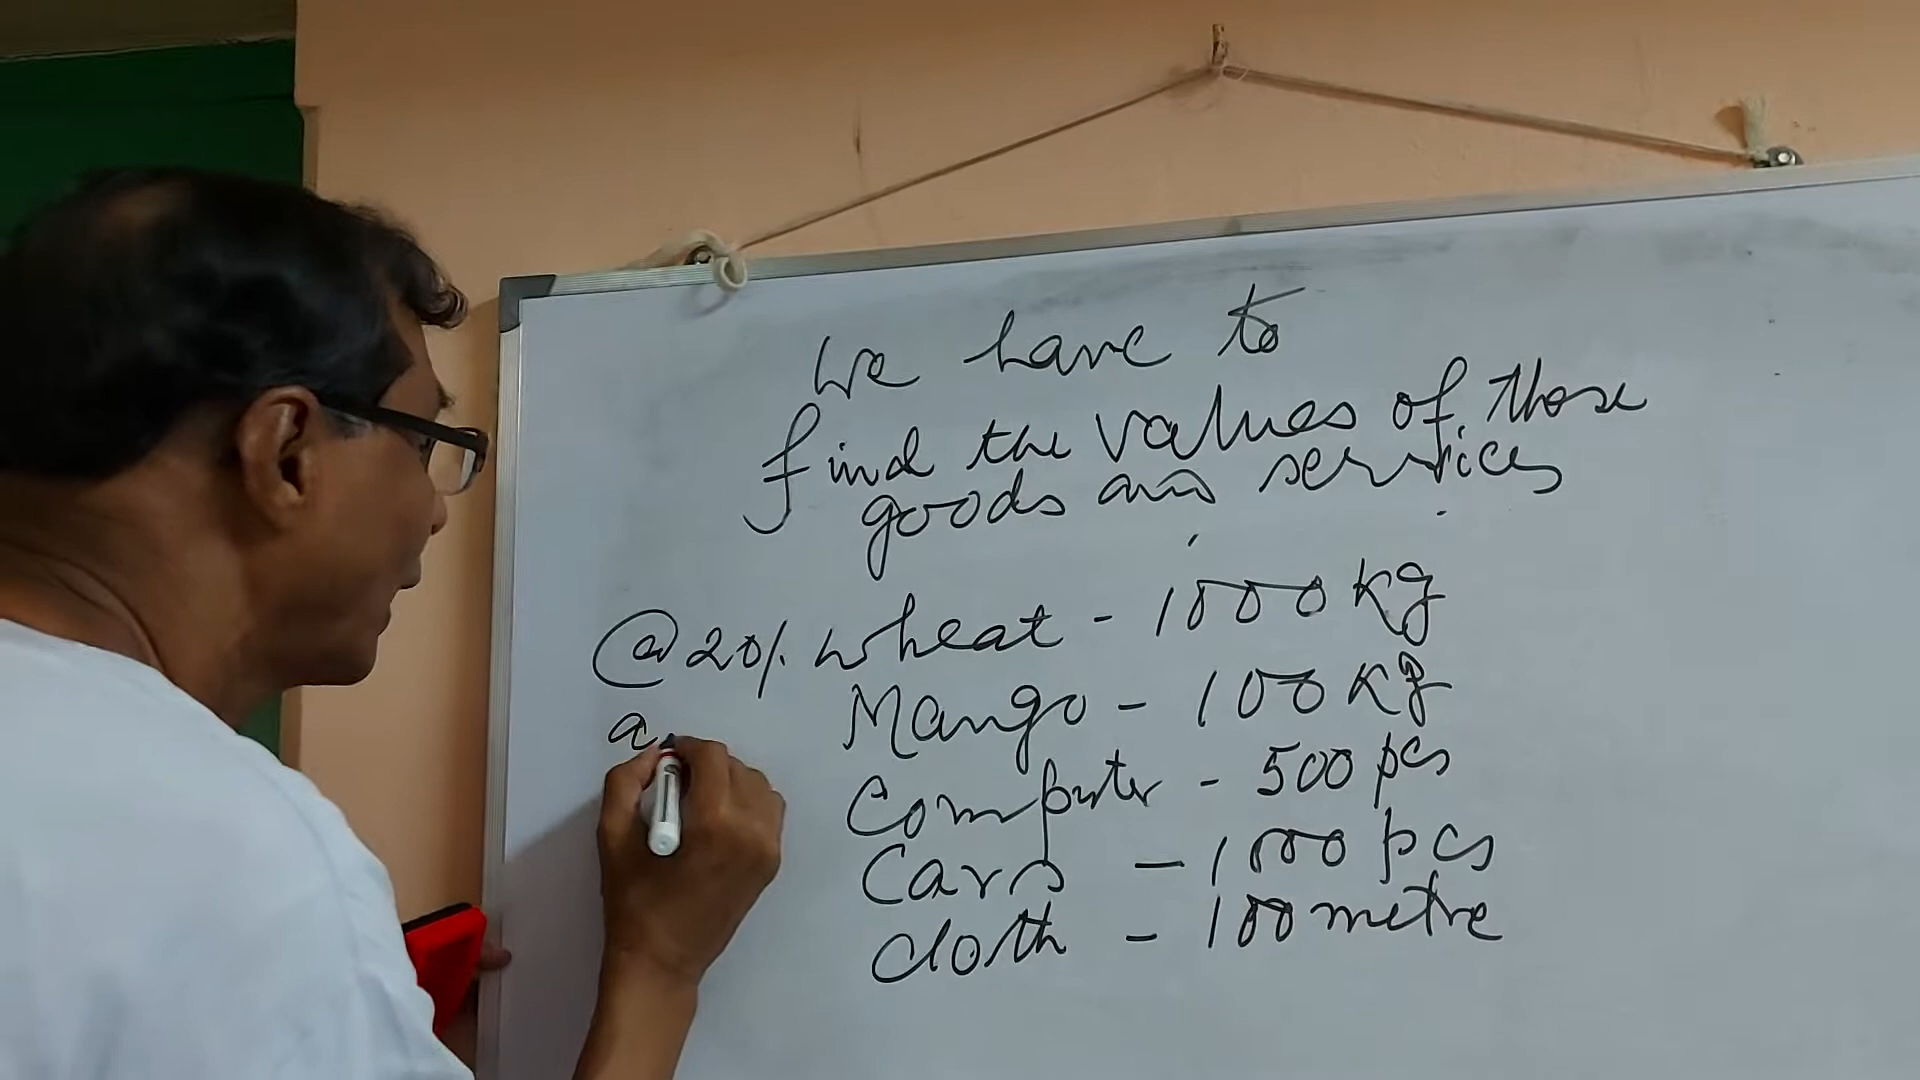 We have to
find the values of those
goods and services
@20/. wheat - 1000 kg
a Mango - 100 kg
Computer - 500 pcs
Cars - 1000 pcs
cloth - 100 metre